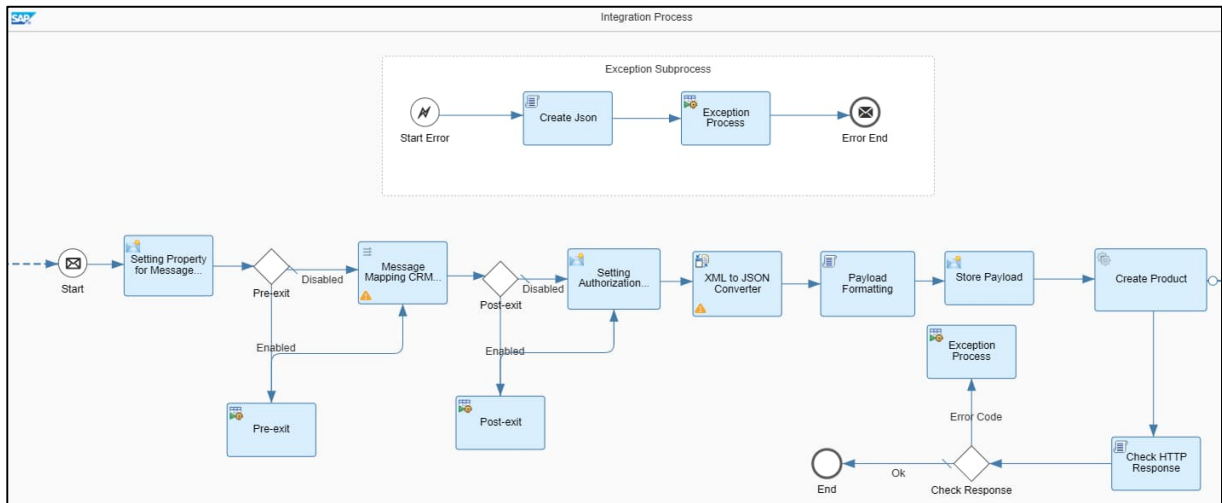 SAP
Integration Process
Exception Subprocess
Start Error
Create Json
Exception
Process
Error End
Start
Setting Property
for Message...
Pre-exit
Disabled
Enabled
Pre-exit
Message
Mapping CRM...
Post-exit
Disabled
Enabled
Post-exit
Setting
Authorization...
XML to JSON
Converter
Payload
Formatting
Store Payload
Create Product
Exception
Process
Error Code
Check HTTP
Response
Check Response
Ok
End